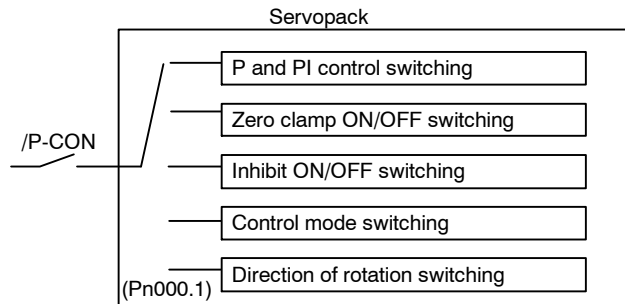 Servopack
P and PI control switching
Zero clamp ON/OFF switching
/P-CON
Inhibit ON/OFF switching
Control mode switching
Direction of rotation switching
(Pn000.1)